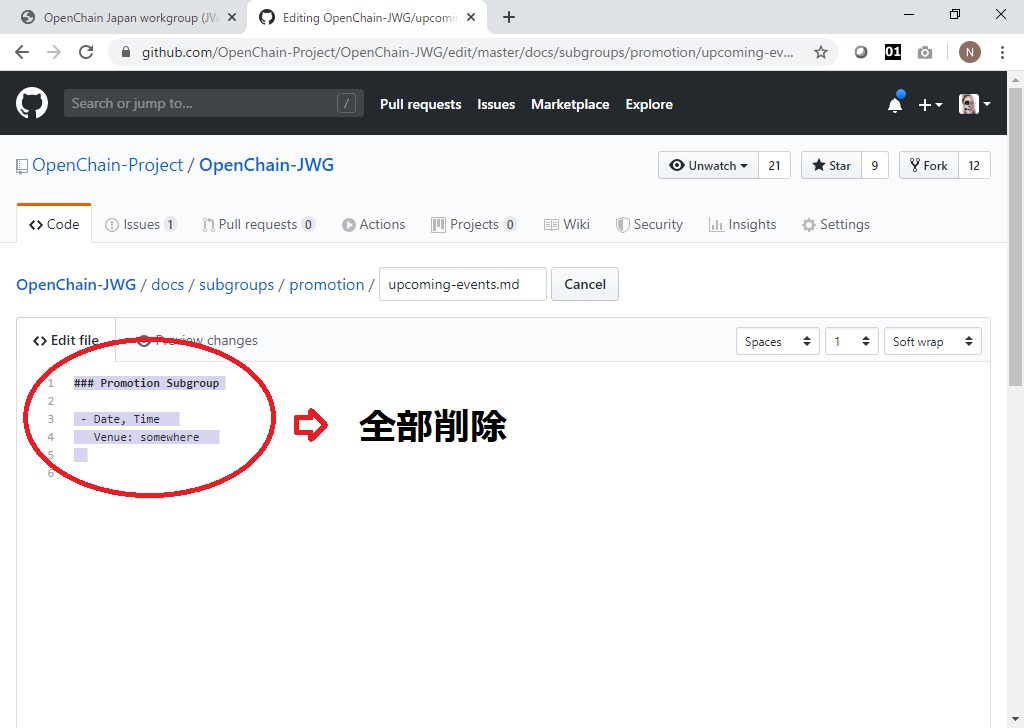 OpenChain Japan workgroup (JW
Editing OpenChain-JWG/upcomin
github.com/OpenChain-Project/OpenChain-JWG/edit/master/docs/subgroups/promotion/upcoming-ev...
01
N
Search or jump to...
/
Pull requests
Issues
Marketplace
Explore
OpenChain-Project / OpenChain-JWG
Unwatch 21
Star 9
Fork 12
Code
Issues 1
Pull requests 0
Actions
Projects 0
Wiki
Security
Insights
Settings
OpenChain-JWG / docs / subgroups / promotion / upcoming-events.md
Cancel
Edit file
Preview changes
Spaces
1
Soft wrap
1 ### Promotion Subgroup
2
3 - Date, Time
4 Venue: somewhere
5
6
全部削除